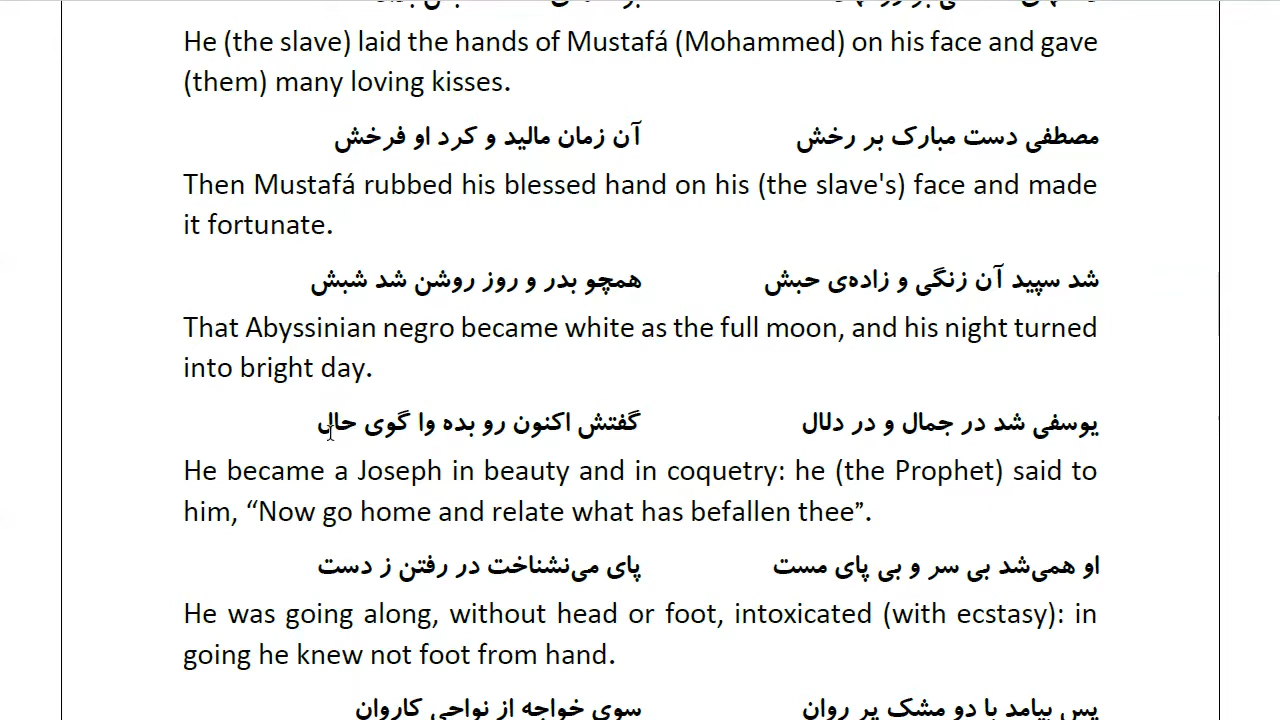 He (the slave) laid the hands of Mustafá (Mohammed) on his face and gave
(them) many loving kisses.
مصطفی دست مبارک بر رخش آن زمان مالید و کرد او فرخش
Then Mustafá rubbed his blessed hand on his (the slave's) face and made
it fortunate.
شد سپید آن زنگی و زاده‌ی حبش همچو بدر و روز روشن شد شبش
That Abyssinian negro became white as the full moon, and his night turned
into bright day.
یوسفی شد در جمال و در دلال گفتش اکنون رو بده وا گوی حال
He became a Joseph in beauty and in coquetry: he (the Prophet) said to
him, “Now go home and relate what has befallen thee”.
او همی‌شد بی سر و بی پای مست پای می‌نشناخت در رفتن ز دست
He was going along, without head or foot, intoxicated (with ecstasy): in
going he knew not foot from hand.
پس بیامد با دو مشک پر روان سوی خواجه از نواحی کاروان